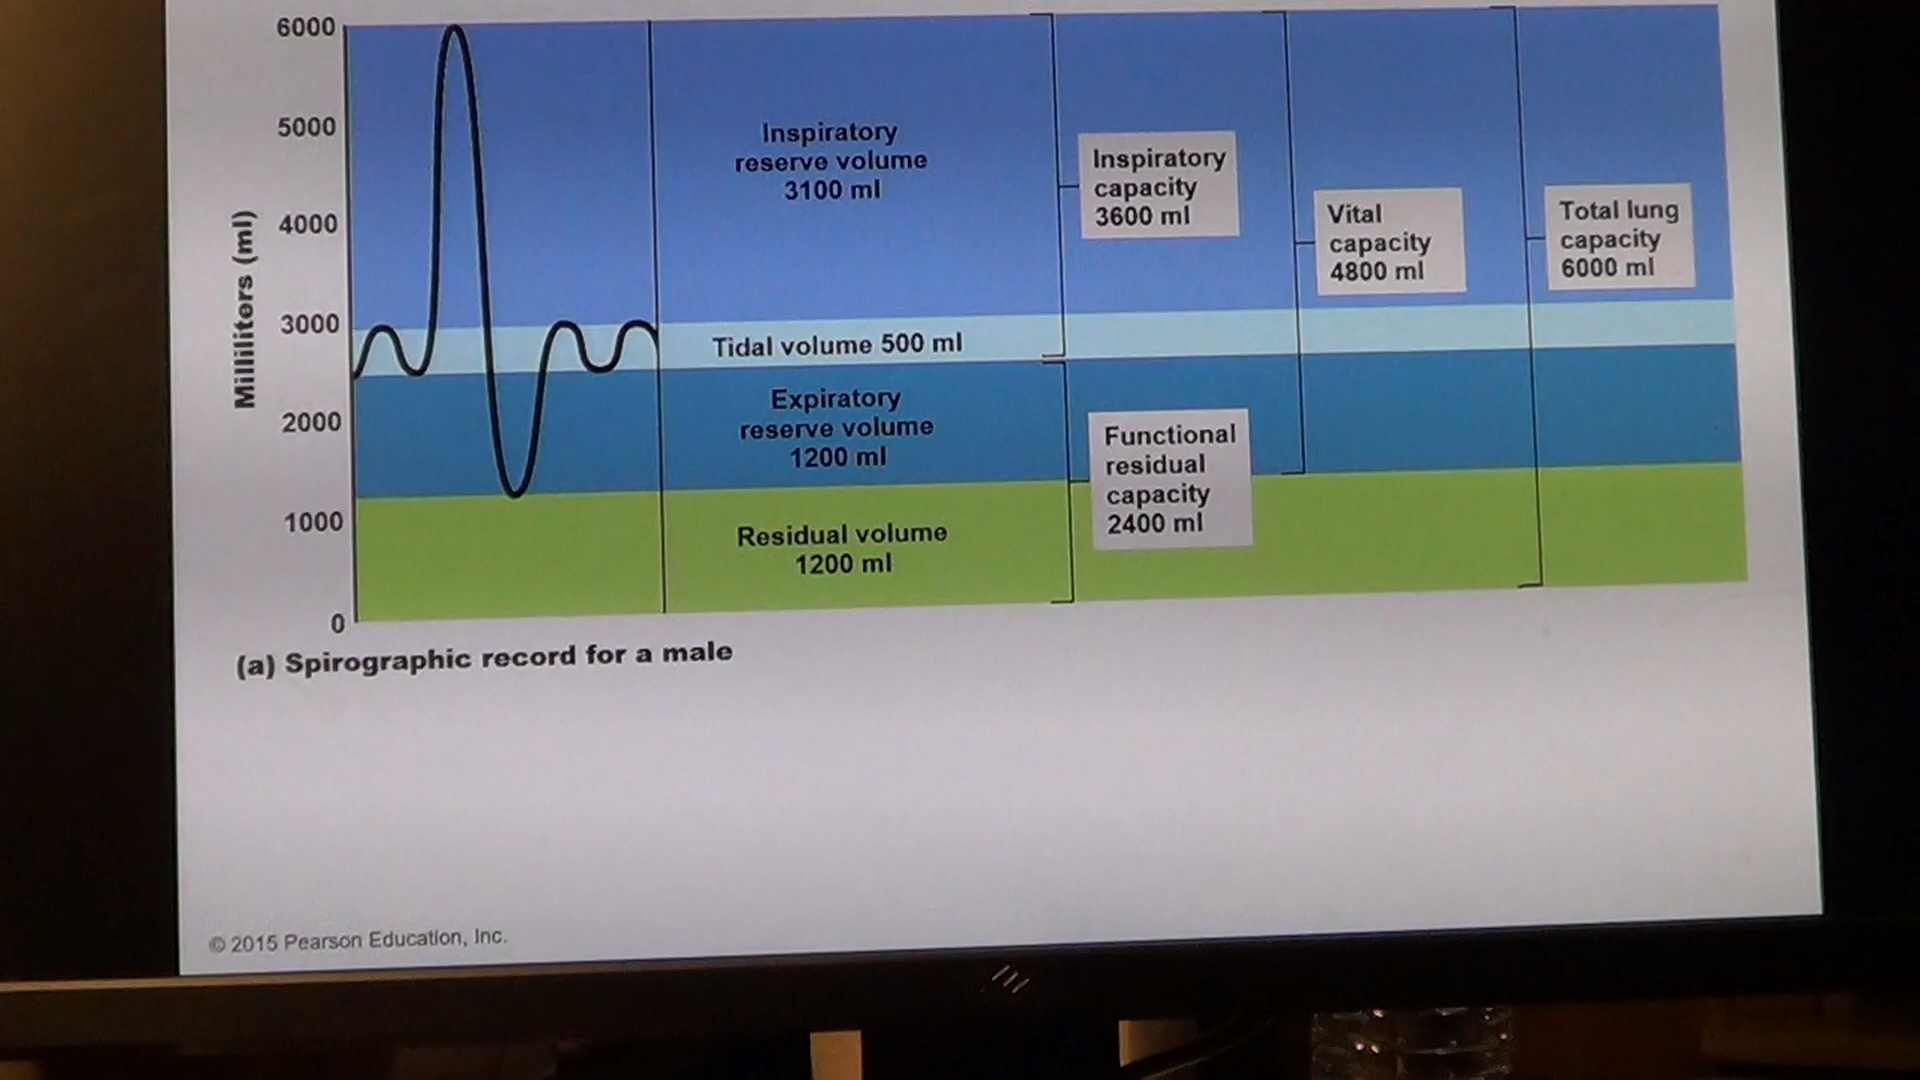 6000
5000
4000
3000
2000
1000
0
Milliliters (ml)
Inspiratory
reserve volume
3100 ml
Tidal volume 500 ml
Expiratory
reserve volume
1200 ml
Residual volume
1200 ml
Inspiratory
capacity
3600 ml
Functional
residual
capacity
2400 ml
Vital
capacity
4800 ml
Total lung
capacity
6000 ml
(a) Spirographic record for a male
© 2015 Pearson Education, Inc.